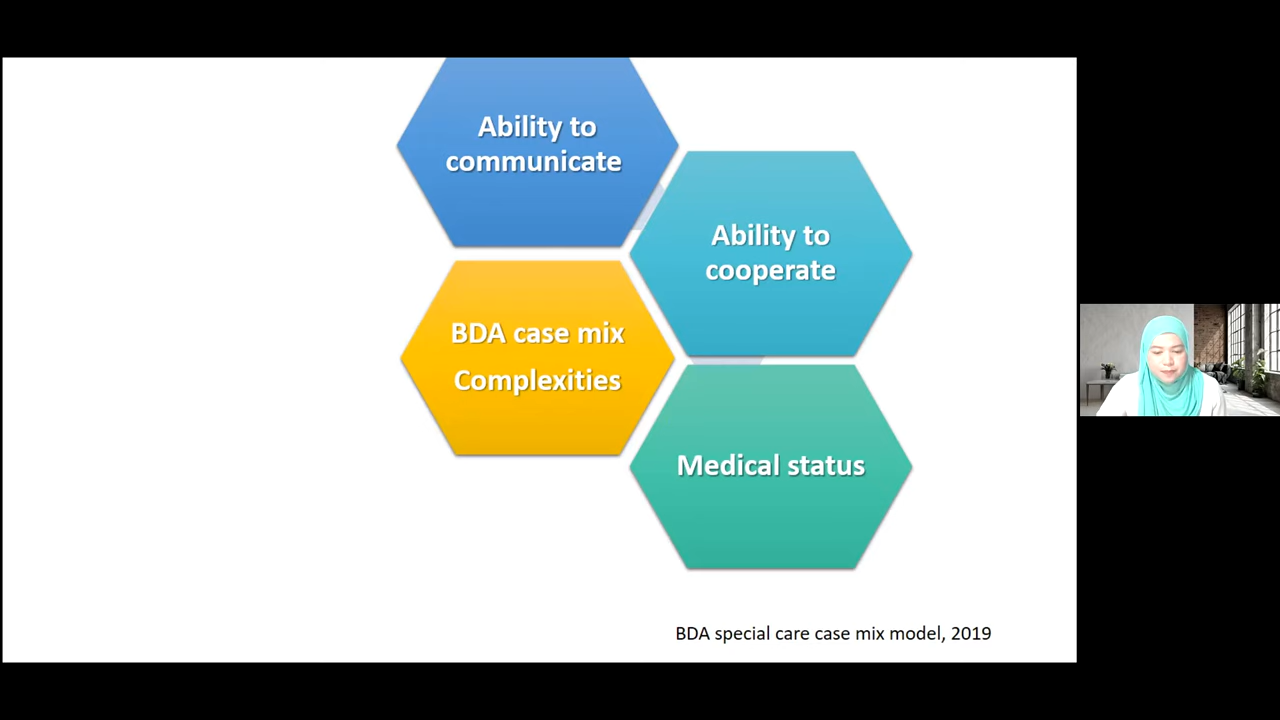 Ability to
communicate
Ability to
cooperate
BDA case mix
Complexities
Medical status
BDA special care case mix model, 2019